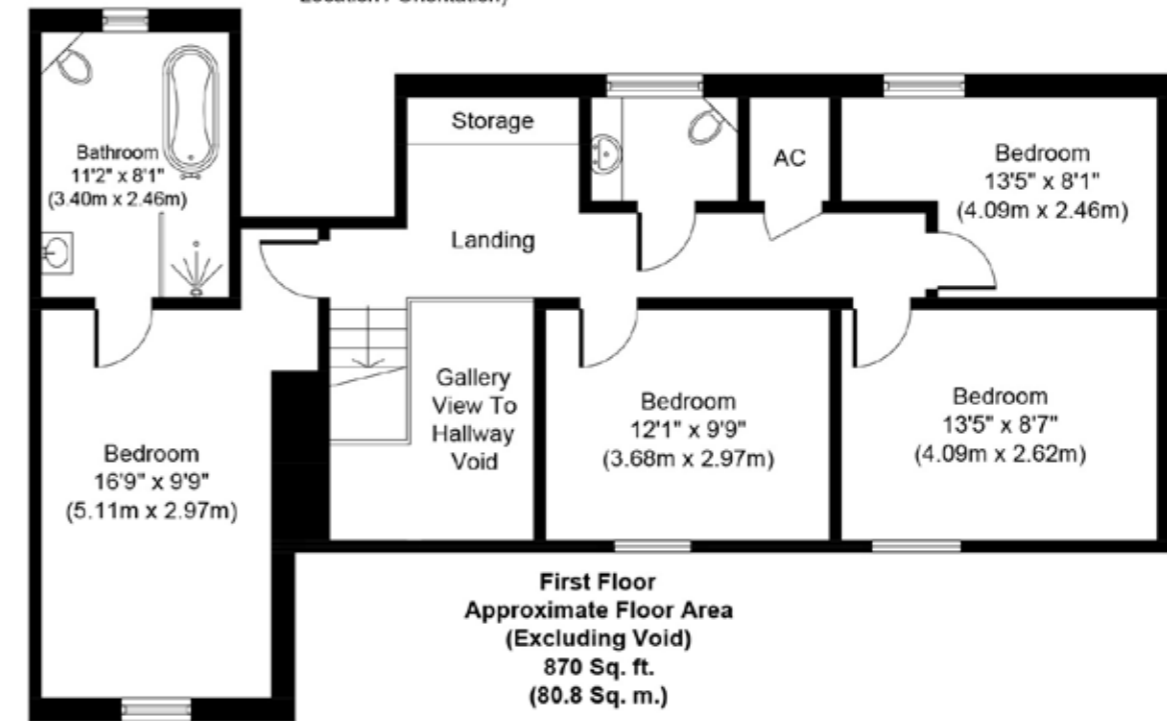 Location / Orientation)
Bathroom
11'2" x 8'1"
(3.40m x 2.46m)
Storage
Landing
AC
Bedroom
13'5" x 8'1"
(4.09m x 2.46m)
Bedroom
16'9" x 9'9"
(5.11m x 2.97m)
Gallery
View To
Hallway
Void
Bedroom
12'1" x 9'9"
(3.68m x 2.97m)
Bedroom
13'5" x 8'7"
(4.09m x 2.62m)
First Floor
Approximate Floor Area
(Excluding Void)
870 Sq. ft.
(80.8 Sq. m.)